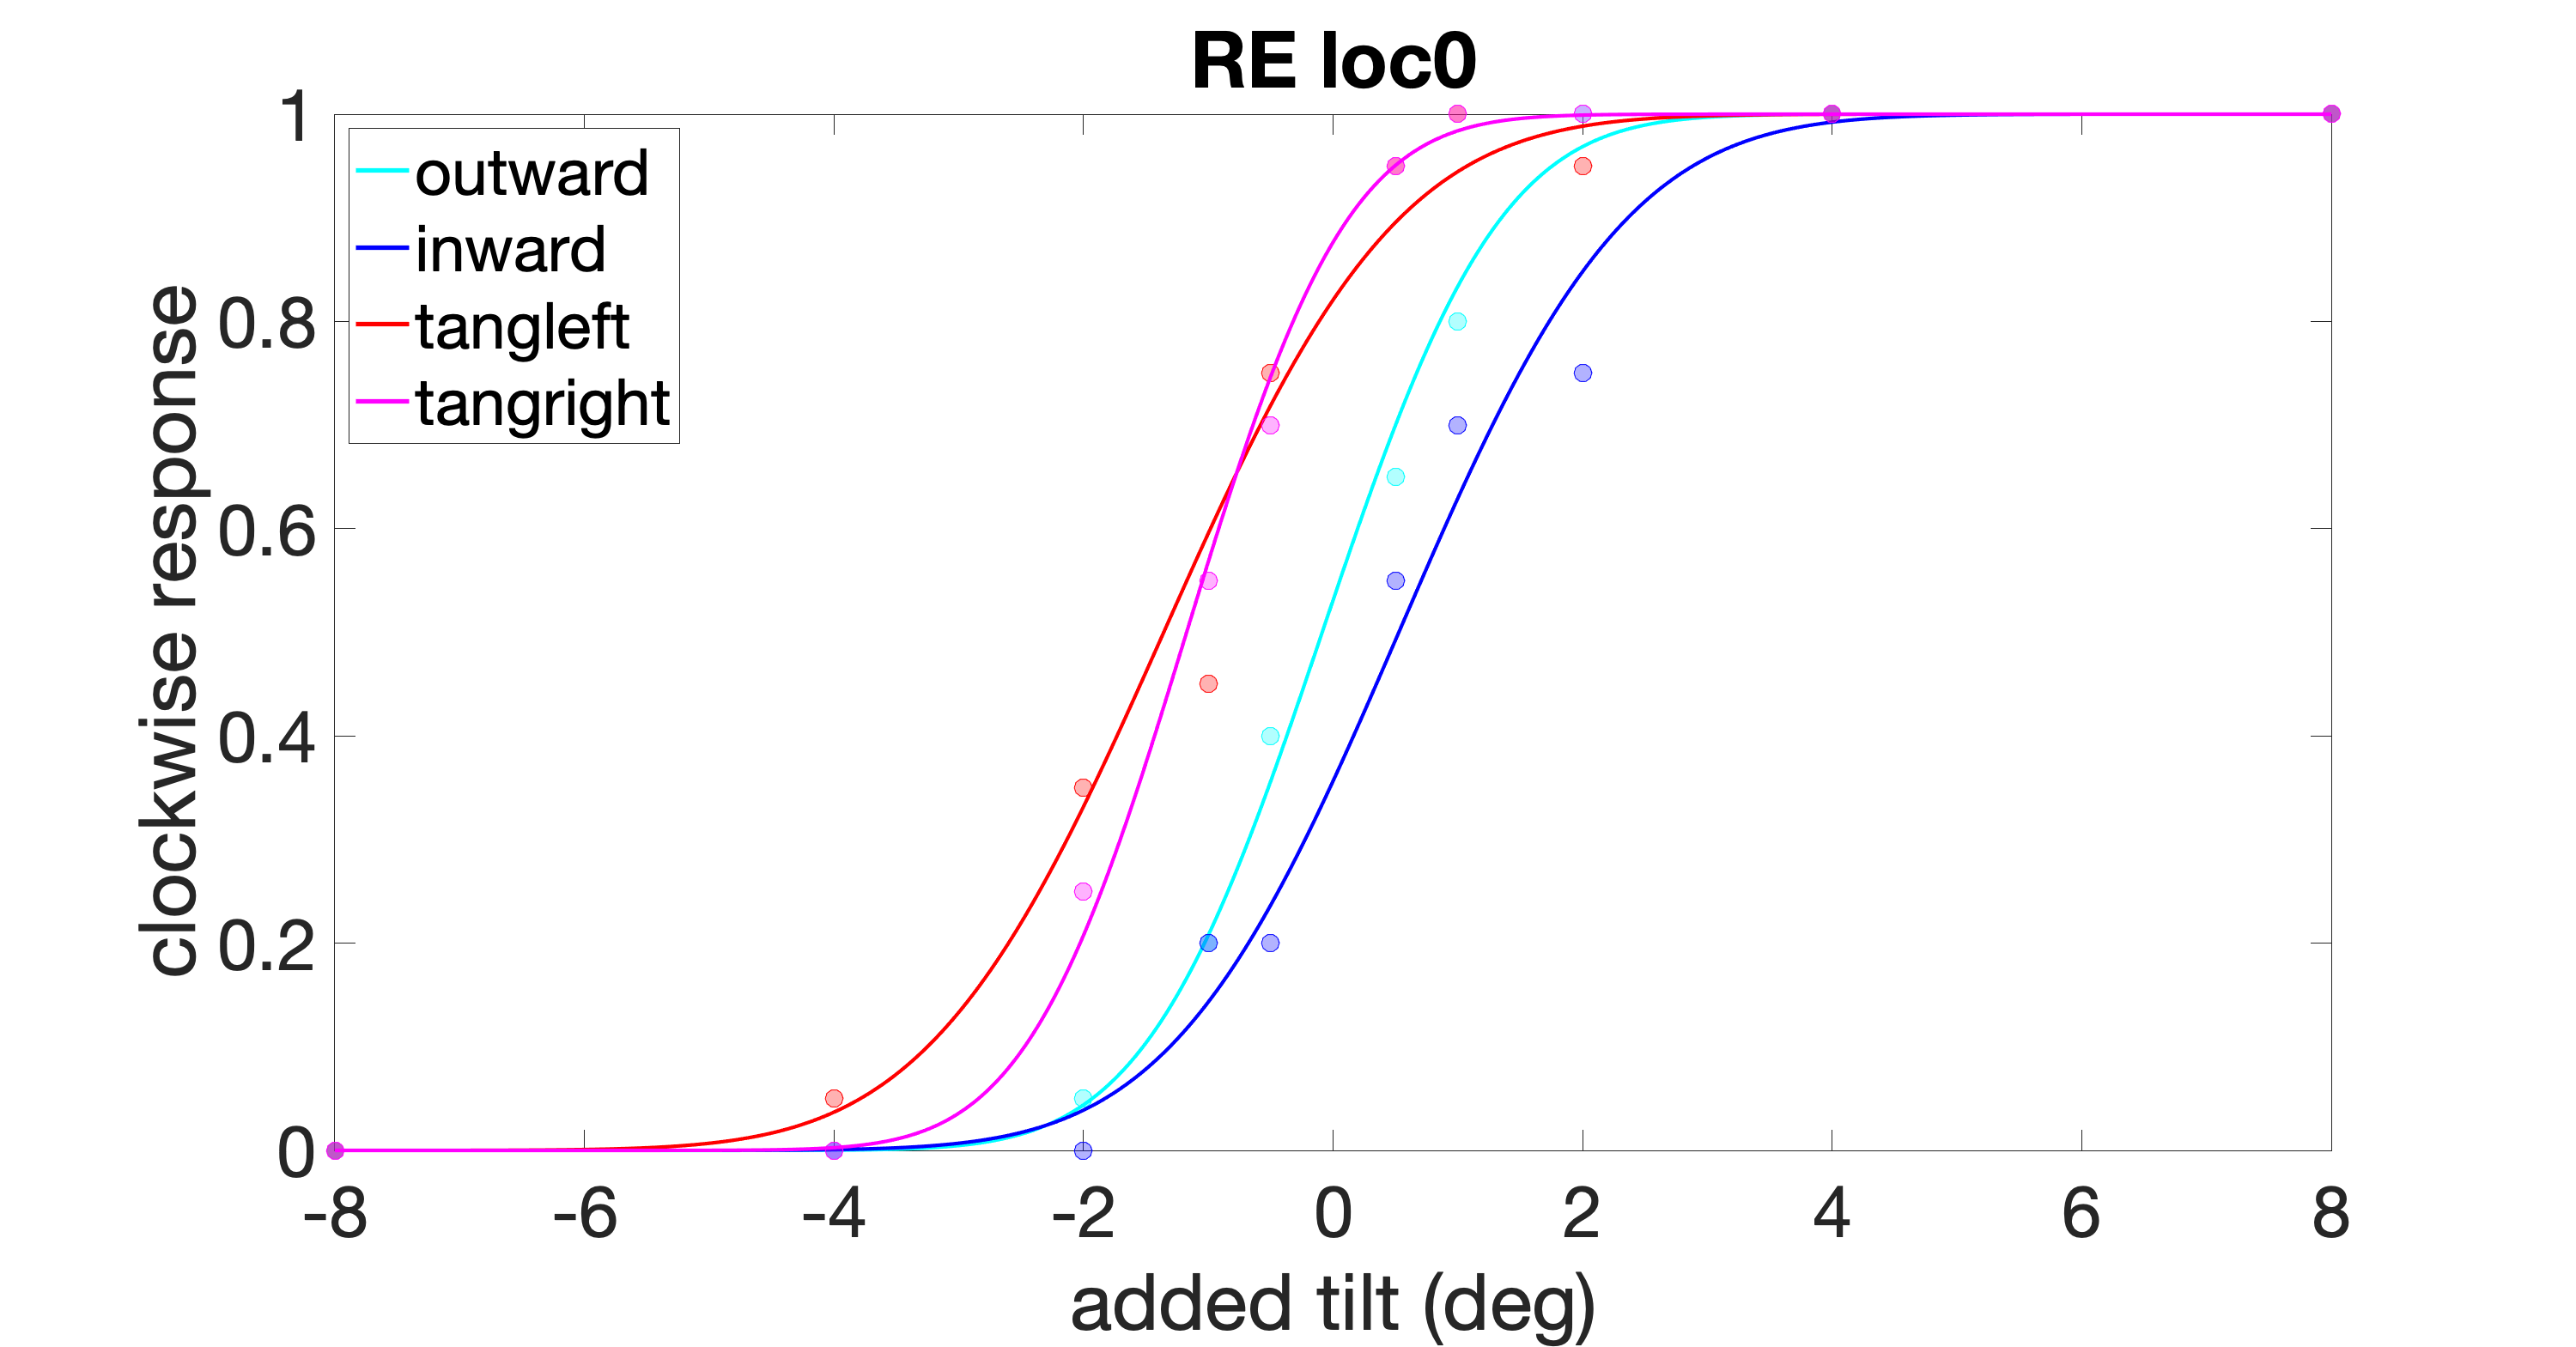 RE loc0
1
0.8
0.6
0.4
0.2
0
clockwise response
outward
inward
tangleft
tangright
-8 -6 -4 -2 0 2 4 6 8
added tilt (deg)